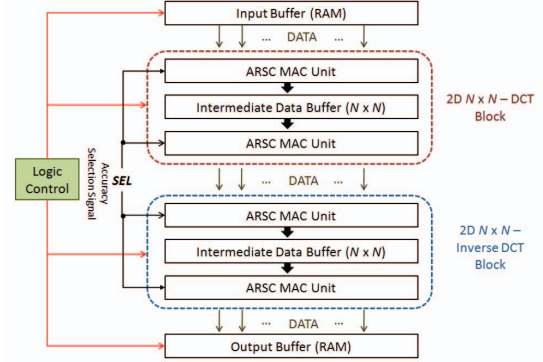 Input Buffer (RAM)
... DATA ...
ARSC MAC Unit
Intermediate Data Buffer (N x N)
ARSC MAC Unit
2D N x N – DCT
Block
Logic
Control
Accuracy
Selection Signal
SEL
... DATA ...
ARSC MAC Unit
Intermediate Data Buffer (N x N)
ARSC MAC Unit
2D N x N –
Inverse DCT
Block
... DATA ...
Output Buffer (RAM)